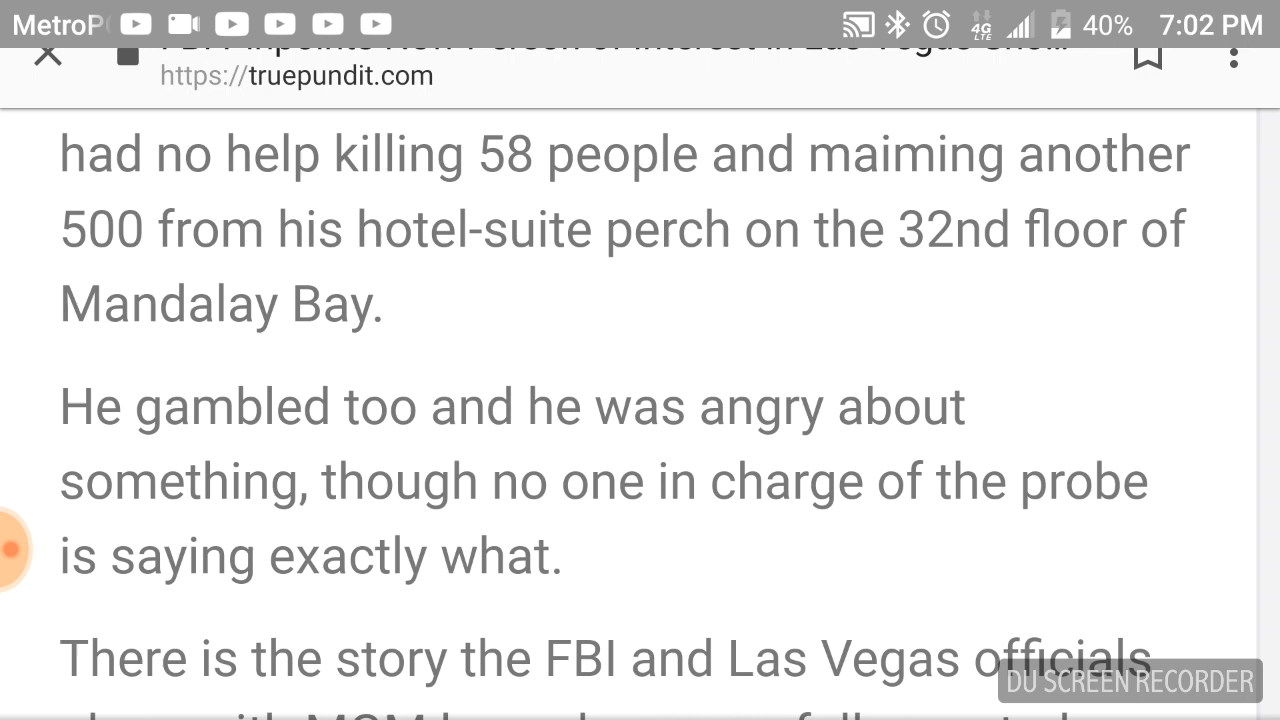 MetroP
4G
LTE
40%
7:02 PM
https://truepundit.com
had no help killing 58 people and maiming another
500 from his hotel-suite perch on the 32nd floor of
Mandalay Bay.
He gambled too and he was angry about
something, though no one in charge of the probe
is saying exactly what.
There is the story the FBI and Las Vegas officials
DU SCREEN RECORDER